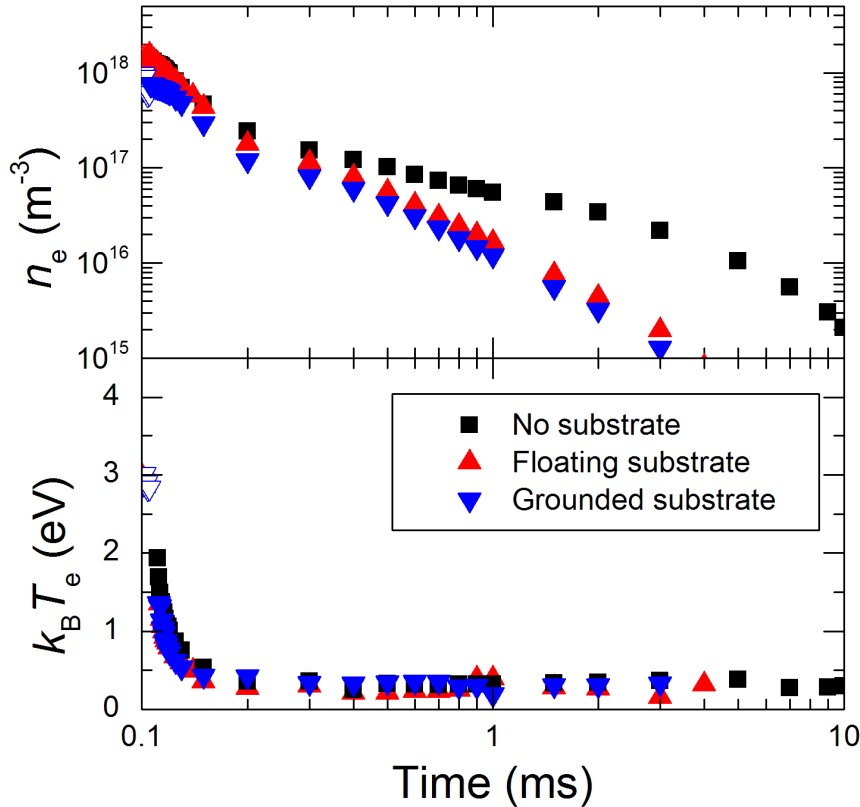 10^18
10^17
10^16
10^15
n_e (m^-3)
4
3
2
1
0
k_B T_e (eV)
No substrate
Floating substrate
Grounded substrate
0.1
1
10
Time (ms)